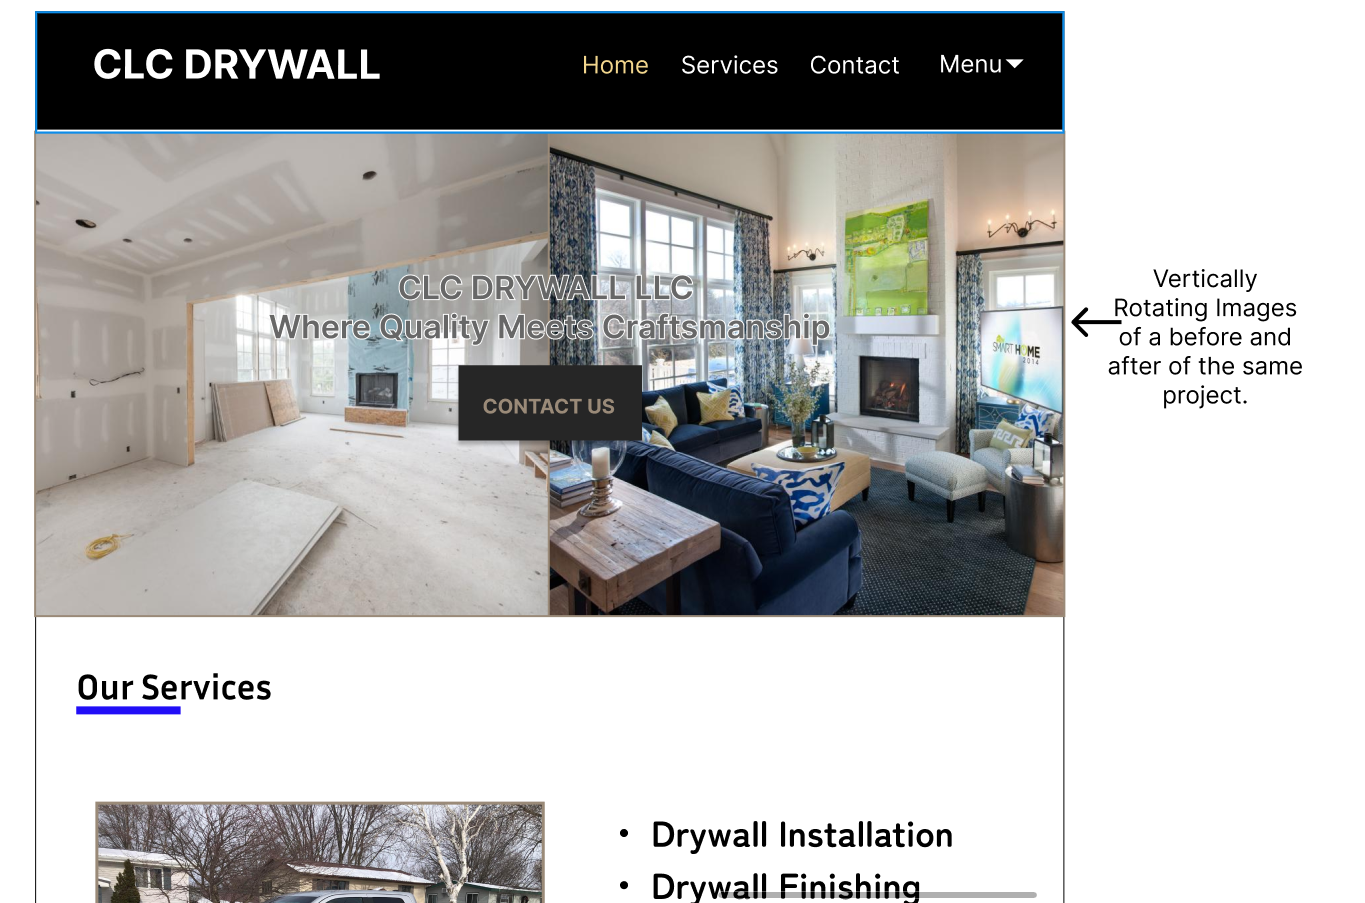 CLC DRYWALL
Home Services Contact Menu
CLC DRYWALL LLC
Where Quality Meets Craftsmanship
CONTACT US
SMART HOME
2014
Vertically
Rotating Images
of a before and
after of the same
project.
Our Services
• Drywall Installation
• Drywall Finishing